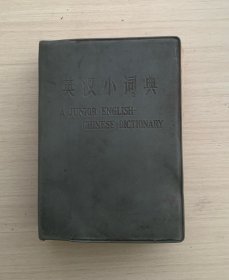 英汉小词典
A JUNIOR ENGLISH-
CHINESE DICTIONARY